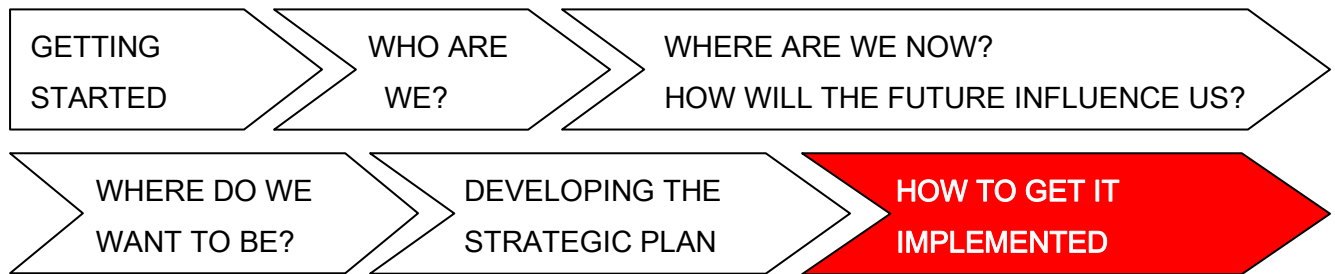 GETTING
STARTED
WHO ARE
WE?
WHERE ARE WE NOW?
HOW WILL THE FUTURE INFLUENCE US?
WHERE DO WE
WANT TO BE?
DEVELOPING THE
STRATEGIC PLAN
HOW TO GET IT
IMPLEMENTED